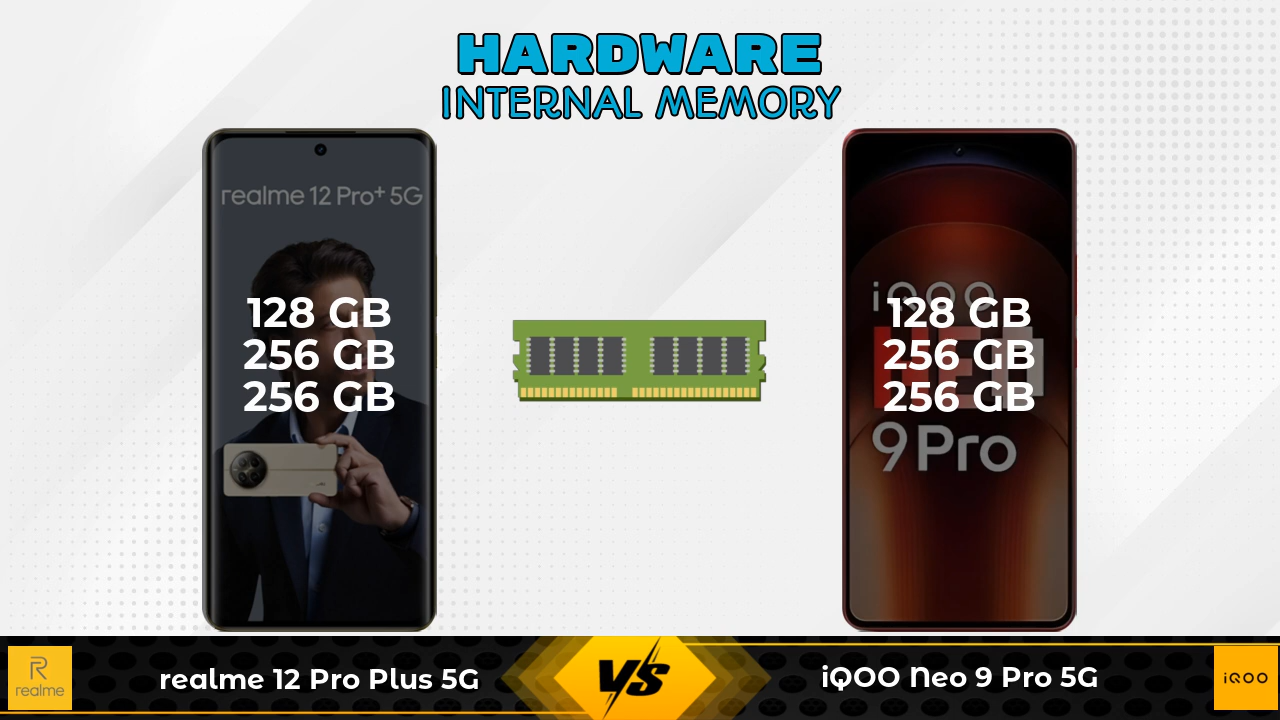 HARDWARE
INTERNAL MEMORY
realme 12 Pro+ 5G
128 GB
256 GB
256 GB
iQOO
128 GB
256 GB
256 GB
9 Pro
realme
realme 12 Pro Plus 5G
VS
iQOO Neo 9 Pro 5G
iQOO